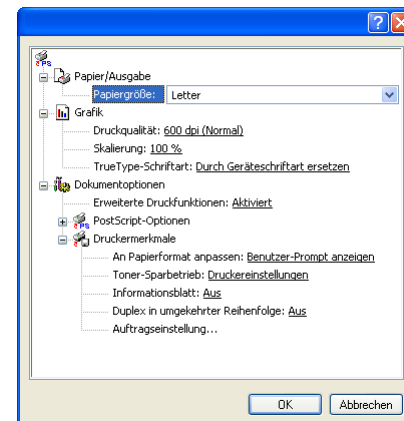 Papier/Ausgabe
Papiergröße: Letter
Grafik
Druckqualität: 600 dpi (Normal)
Skalierung: 100 %
TrueType-Schriftart: Durch Geräteschriftart ersetzen
Dokumentoptionen
Erweiterte Druckfunktionen: Aktiviert
PostScript-Optionen
Druckermerkmale
An Papierformat anpassen: Benutzer-Prompt anzeigen
Toner-Sparbetrieb: Druckereinstellungen
Informationsblatt: Aus
Duplex in umgekehrter Reihenfolge: Aus
Auftragseinstellung...
OK Abbrechen